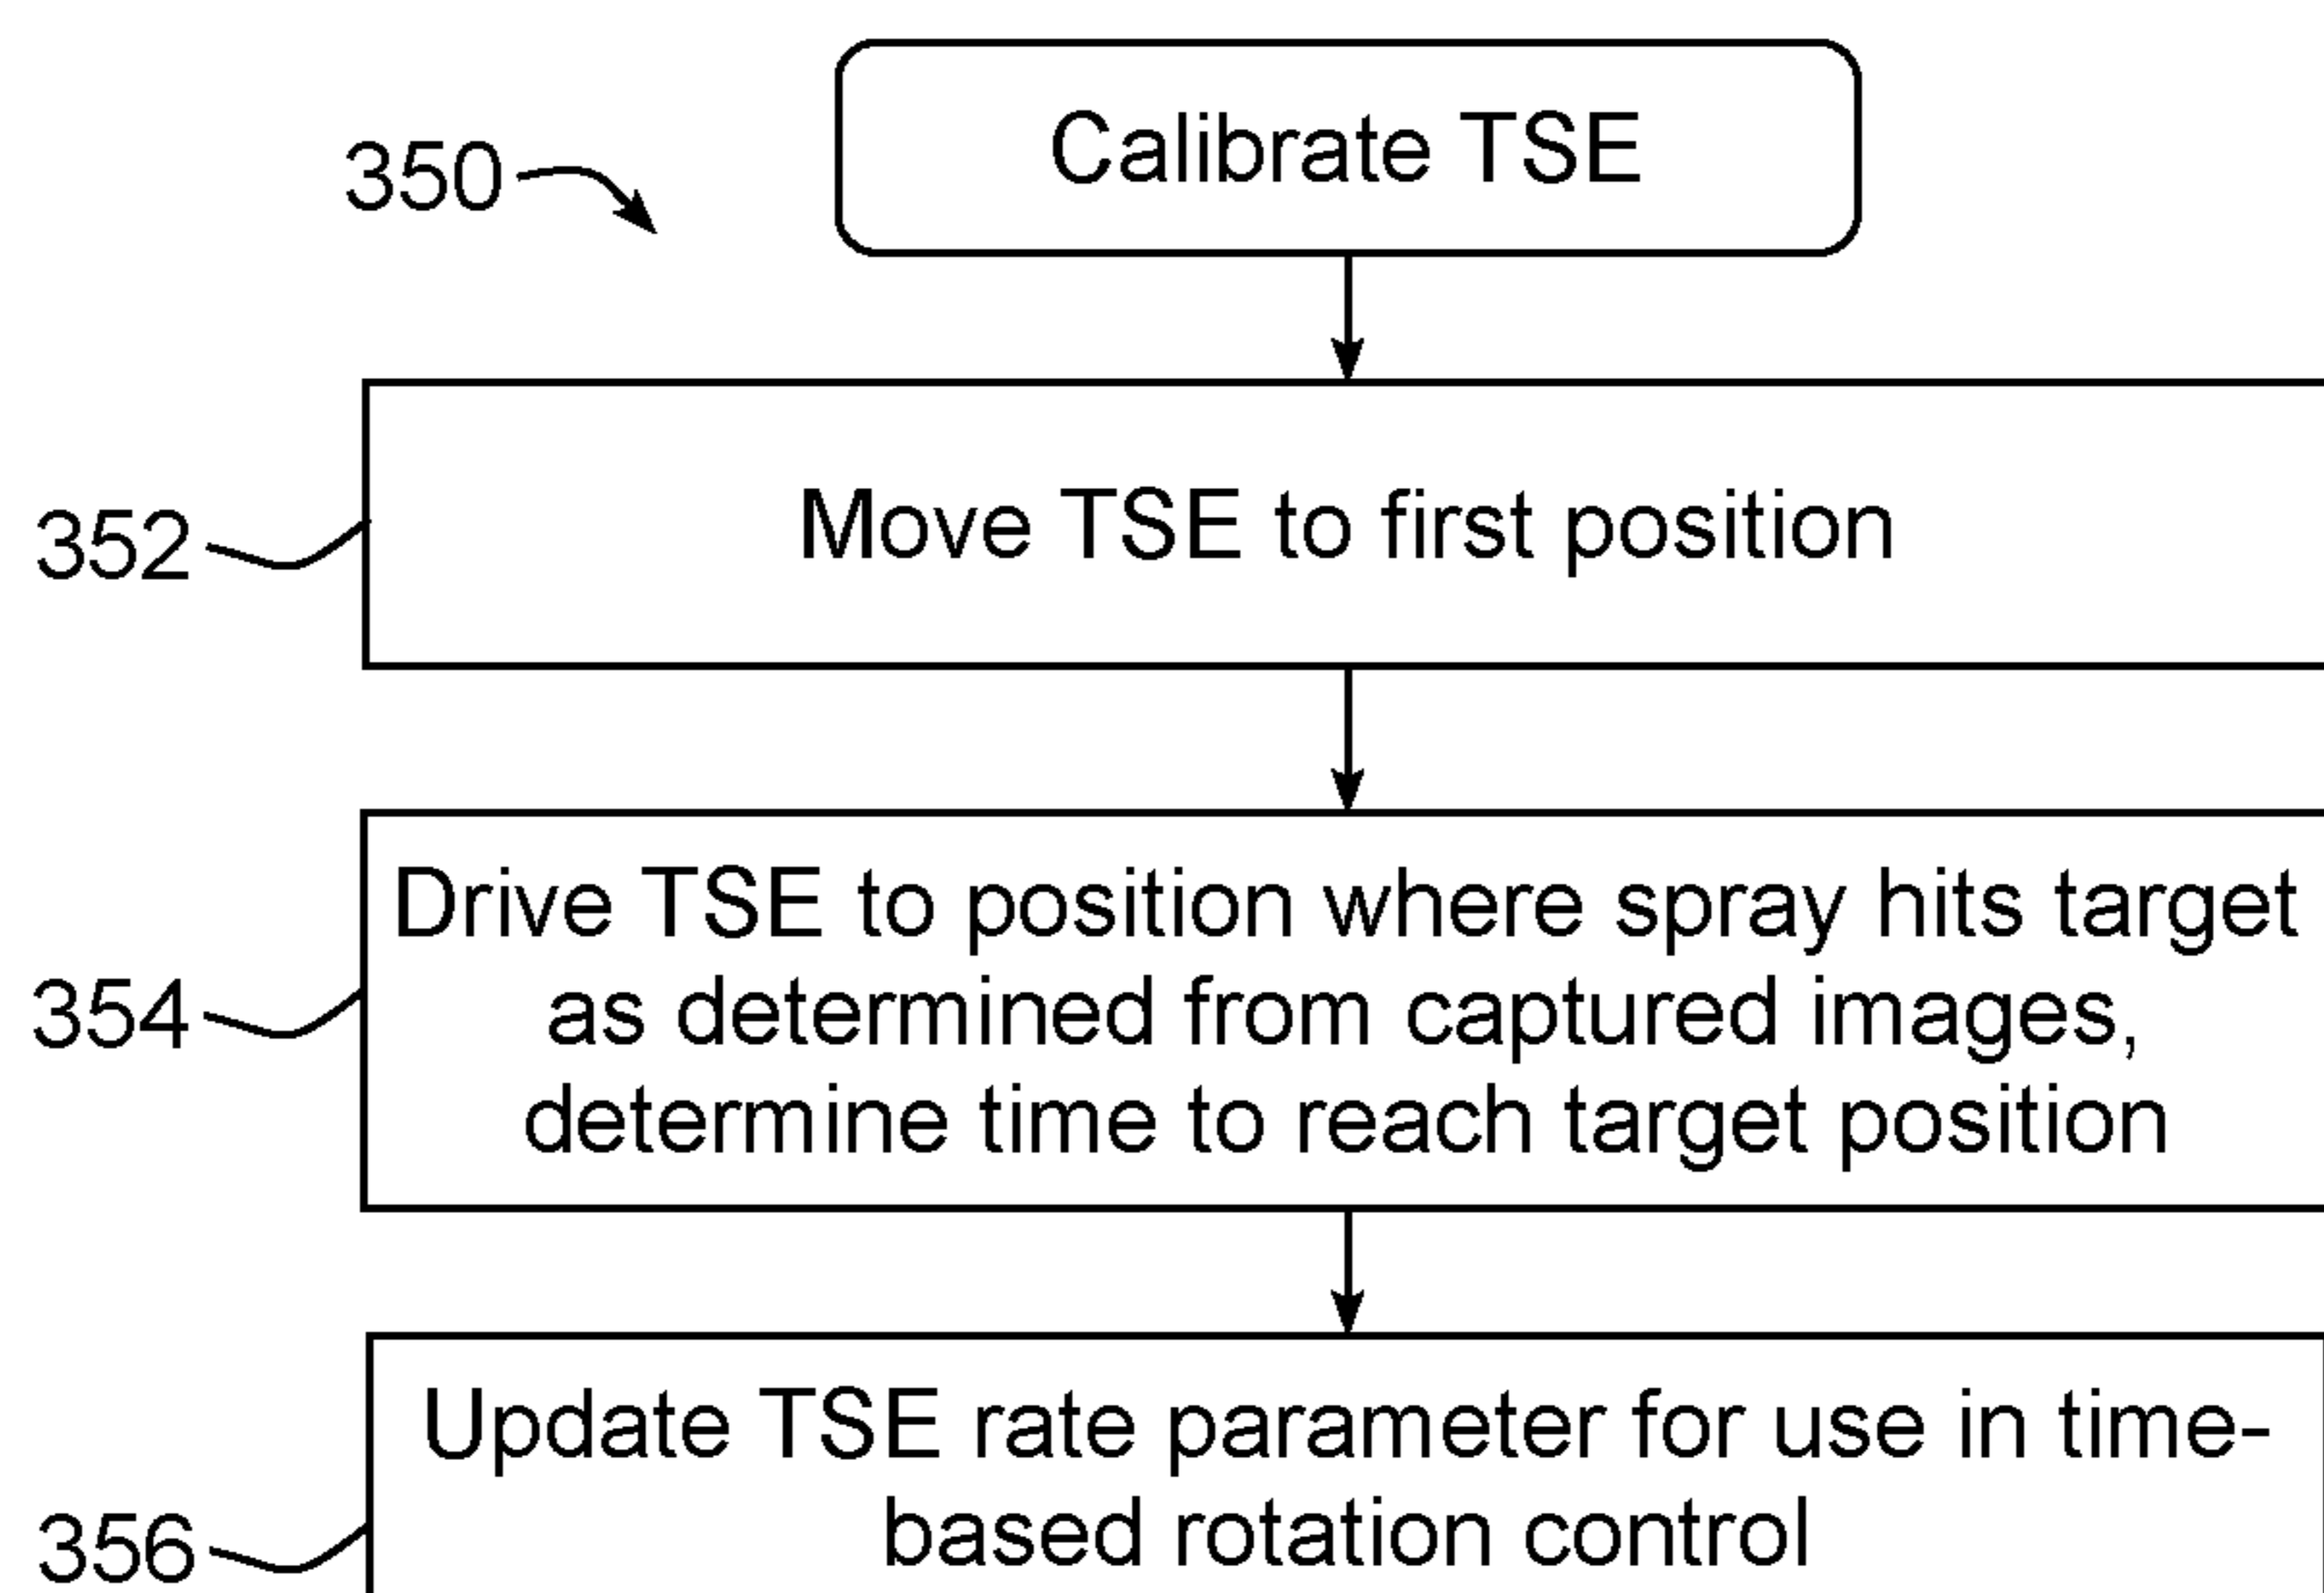 Calibrate TSE
350
Move TSE to first position
352
Drive TSE to position where spray hits target
as determined from captured images,
determine time to reach target position
354
Update TSE rate parameter for use in time-
based rotation control
356